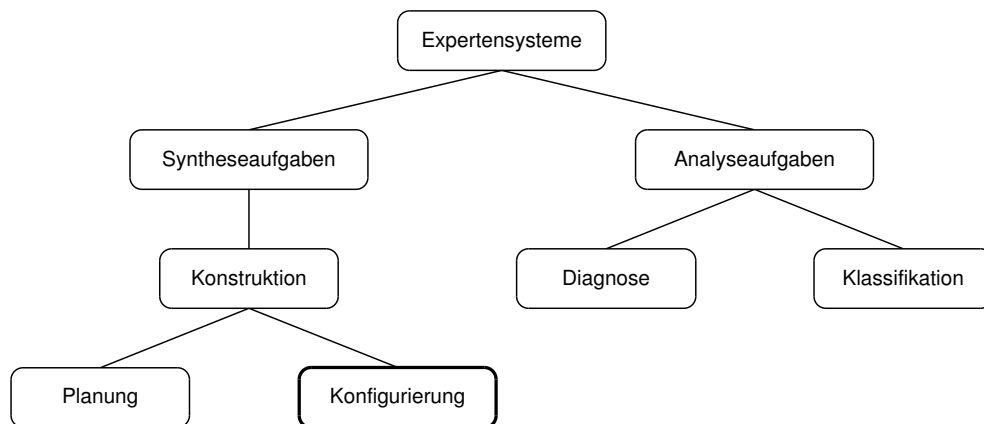 Expertensysteme
Syntheseaufgaben
Analyseaufgaben
Konstruktion
Diagnose
Klassifikation
Planung
Konfigurierung